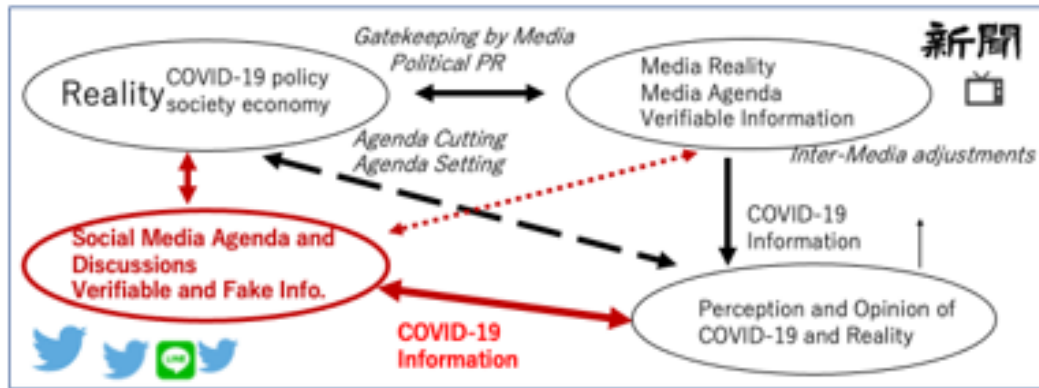 Gatekeeping by Media
Political PR
新聞
Reality COVID-19 policy
society economy
Media Reality
Media Agenda
Verifiable Information
Agenda Cutting
Agenda Setting
Inter-Media adjustments
COVID-19
Information
Social Media Agenda and
Discussions
Verifiable and Fake Info.
Perception and Opinion of
COVID-19 and Reality
COVID-19
Information
LINE